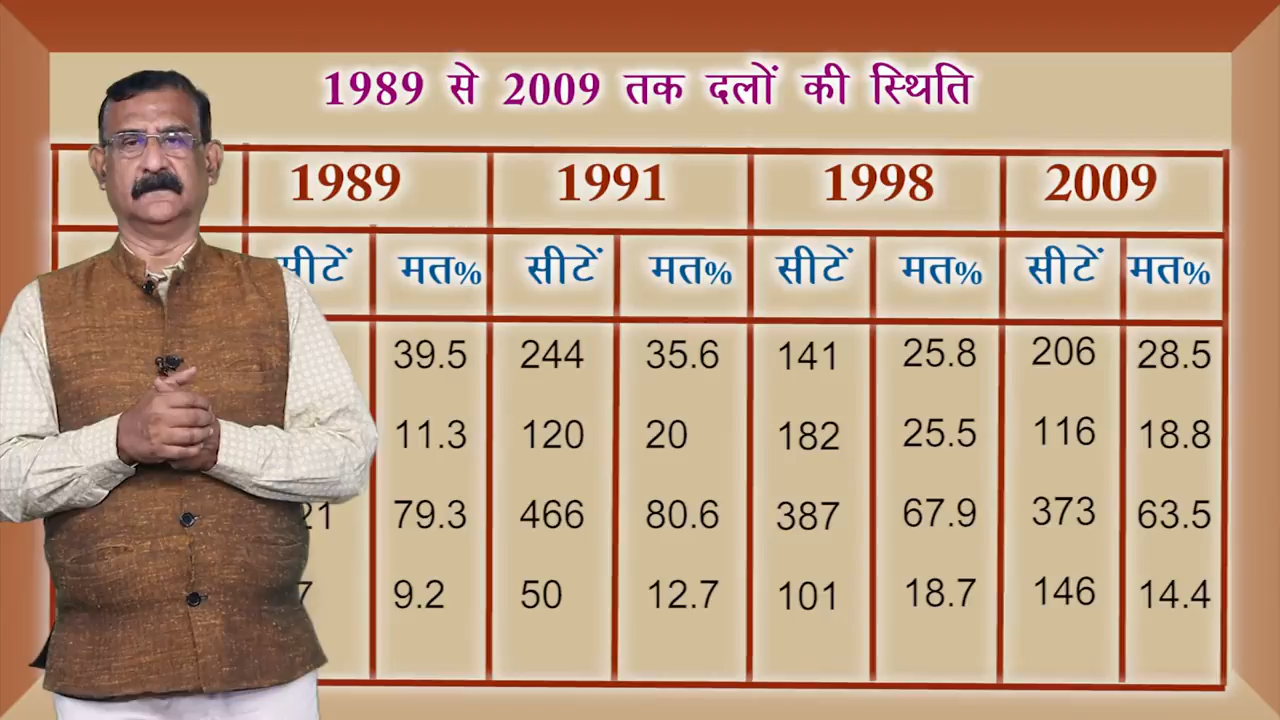 1989 से 2009 तक दलों की स्थिति
1989 1991 1998 2009
सीटें मत% सीटें मत% सीटें मत% सीटें मत%
39.5 244 35.6 141 25.8 206 28.5
11.3 120 20 182 25.5 116 18.8
21 79.3 466 80.6 387 67.9 373 63.5
7 9.2 50 12.7 101 18.7 146 14.4